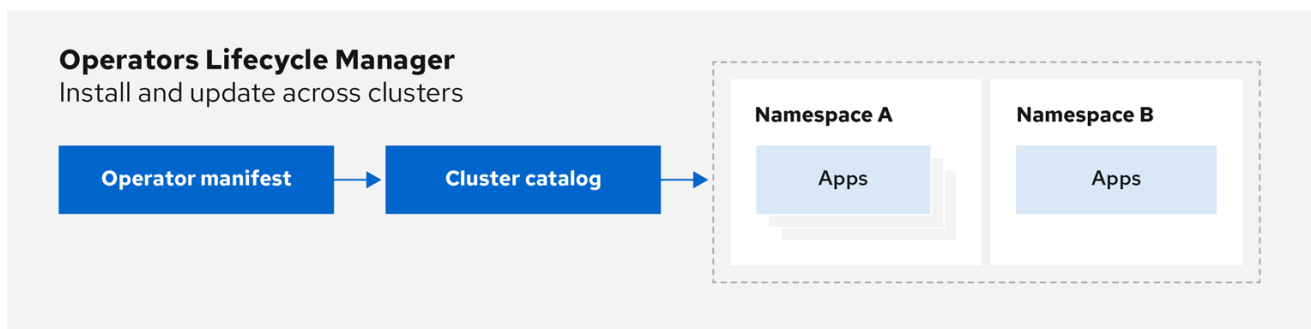 Operators Lifecycle Manager
Install and update across clusters
Operator manifest
Cluster catalog
Namespace A
Apps
Namespace B
Apps